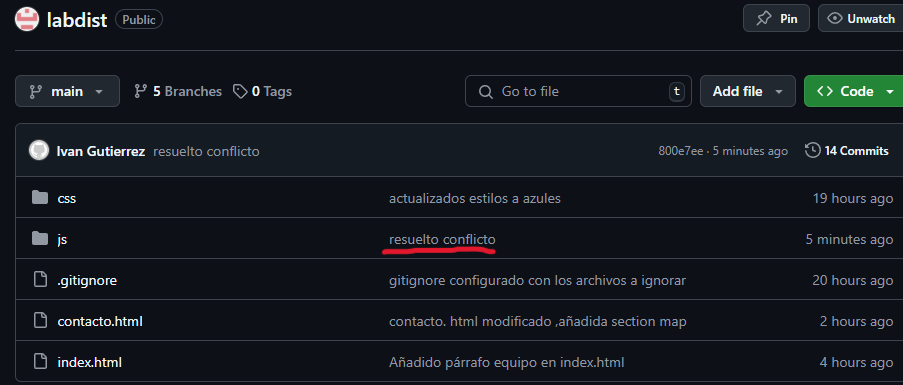 labdist Public Pin Unwatch
main 5 Branches 0 Tags Go to file t Add file Code
Ivan Gutierrez resuelto conflicto 800e7ee · 5 minutes ago 14 Commits
css actualizados estilos a azules 19 hours ago
js resuelto conflicto 5 minutes ago
.gitignore gitignore configurado con los archivos a ignorar 20 hours ago
contacto.html contacto. html modificado ,añadida section map 2 hours ago
index.html Añadido párrafo equipo en index.html 4 hours ago